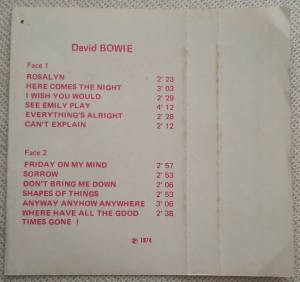 David BOWIE
Face 1
ROSALYN 2' 23
HERE COMES THE NIGHT 3' 03
I WISH YOU WOULD 2' 29
SEE EMILY PLAY 4' 12
EVERYTHING'S ALRIGHT 2' 28
CAN'T EXPLAIN 2' 12
Face 2
FRIDAY ON MY MIND 2' 57
SORROW 2' 53
DON'T BRING ME DOWN 2' 06
SHAPES OF THINGS 2' 53
ANYWAY ANYHOW ANYWHERE 3' 06
WHERE HAVE ALL THE GOOD 2' 38
TIMES GONE !
℗ 1974